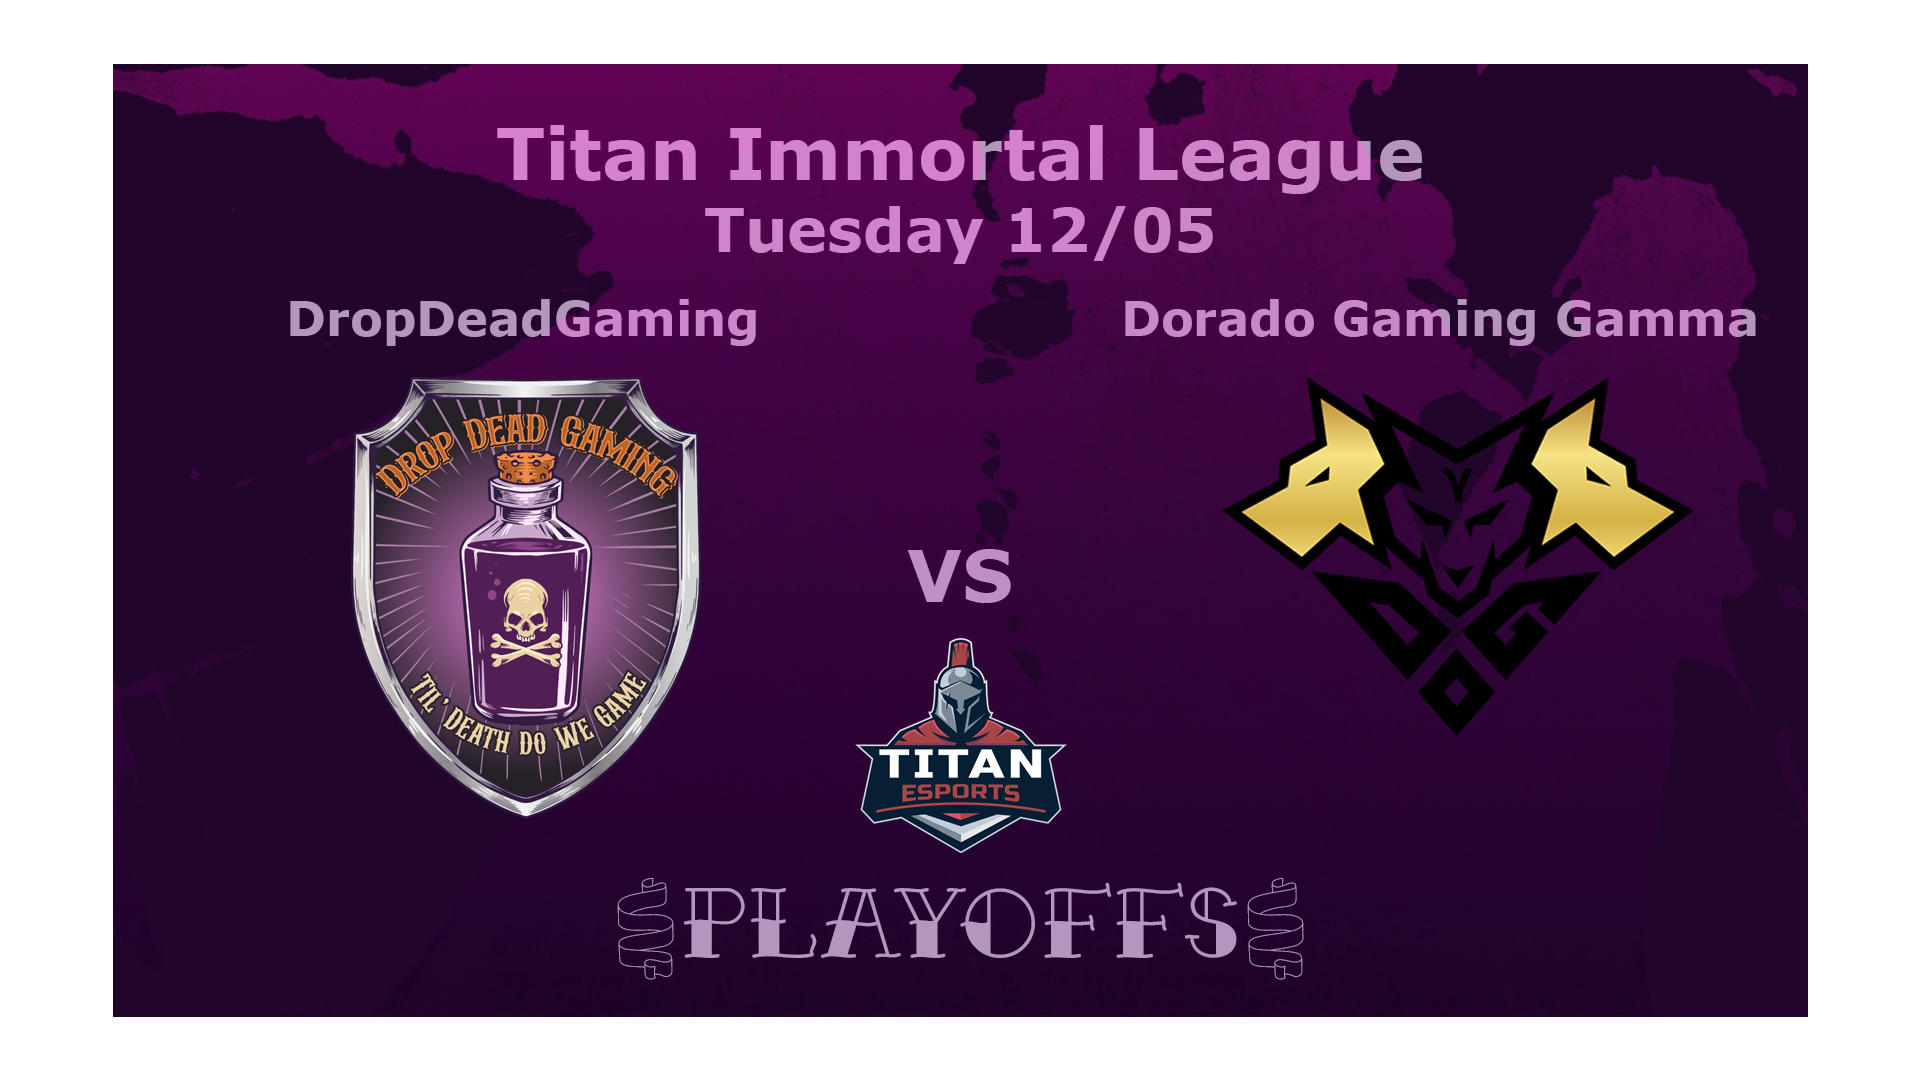 Titan Immortal League
Tuesday 12/05
DropDeadGaming
Dorado Gaming Gamma
DROP DEAD GAMING
TIL' DEATH DO WE GAME
VS
γ
DOG
TITAN
ESPORTS
PLAYOFFS